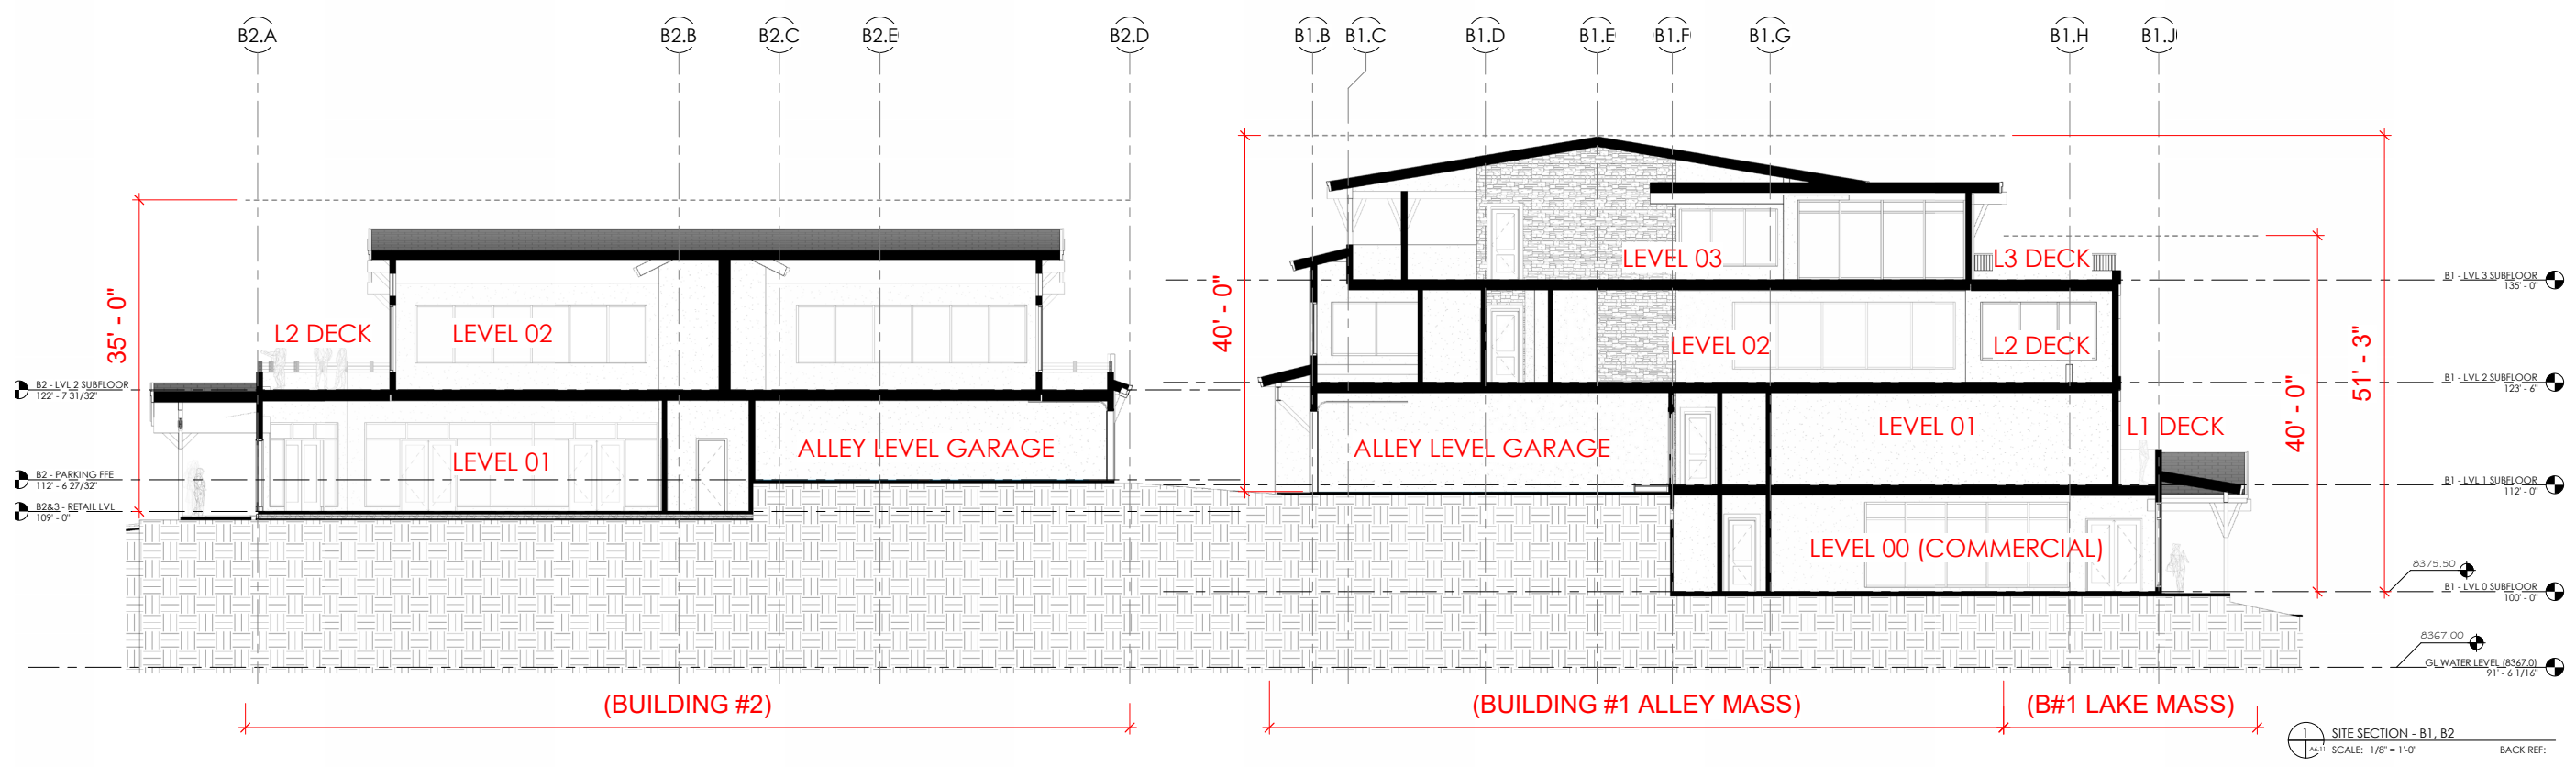 B2.A B2.B B2.C B2.E B2.D B1.B B1.C B1.D B1.E B1.F B1.G B1.H B1.J
LEVEL 03
L3 DECK
B1 - LVL 3 SUBFLOOR
135' - 0"
35' - 0"
40' - 0"
51' - 3"
40' - 0"
L2 DECK
LEVEL 02
LEVEL 02
L2 DECK
B2 - LVL 2 SUBFLOOR
122' - 7 31/32"
B1 - LVL 2 SUBFLOOR
123' - 6"
LEVEL 01
ALLEY LEVEL GARAGE
ALLEY LEVEL GARAGE
LEVEL 01
L1 DECK
B2 - PARKING FFE
112' - 6 27/32"
B1 - LVL 1 SUBFLOOR
112' - 0"
B2&3 - RETAIL LVL
109' - 0"
LEVEL 00 (COMMERCIAL)
8375.50
B1 - LVL 0 SUBFLOOR
100' - 0"
8367.00
GL WATER LEVEL (8367.0)
91' - 6 1/16"
(BUILDING #2)
(BUILDING #1 ALLEY MASS)
(B#1 LAKE MASS)
1
A6.11
SITE SECTION - B1, B2
SCALE: 1/8" = 1'-0"
BACK REF: